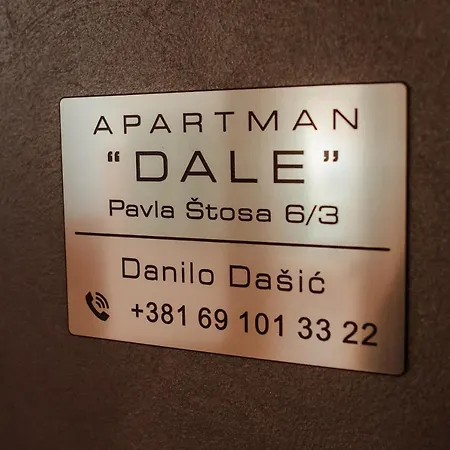 APARTMAN
“DALE”
Pavla Štosa 6/3
Danilo Dašić
+381 69 101 33 22